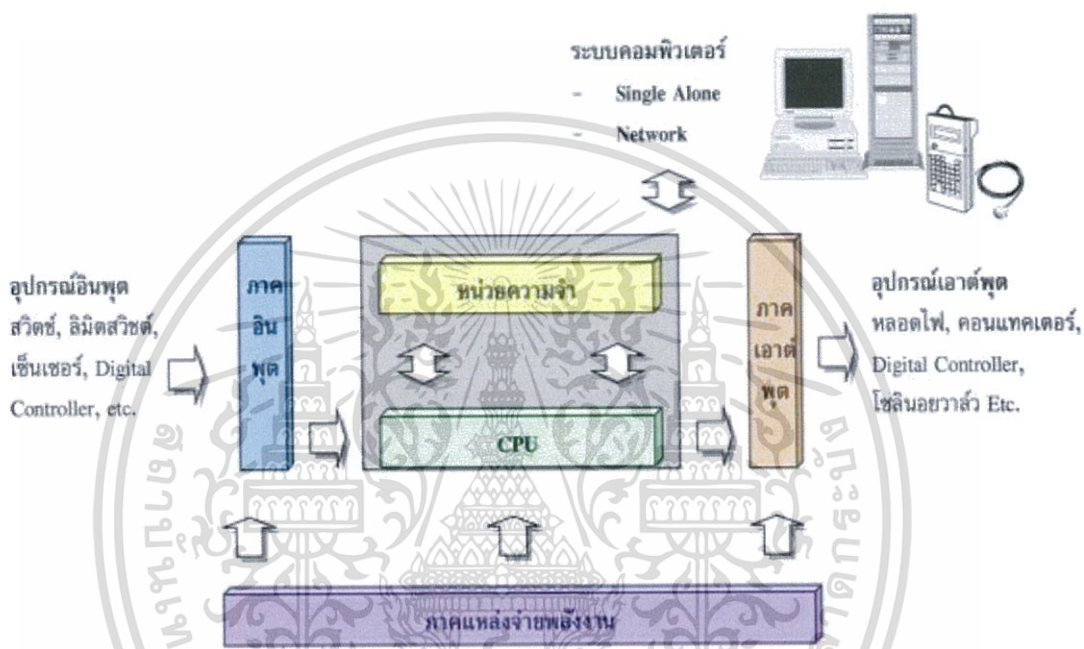 ระบบคอมพิวเตอร์
- Single Alone
- Network
อุปกรณ์อินพุต
สวิตช์, ลิมิตสวิชต์,
เซ็นเซอร์, Digital
Controller, etc.
ภาค
อิน
พุต
หน่วยความจำ
CPU
ภาค
เอาต์
พุต
อุปกรณ์เอาต์พุต
หลอดไฟ, คอนแทคเตอร์,
Digital Controller,
โซลินอยวาล์ว Etc.
ภาคแหล่งจ่ายพลังงาน